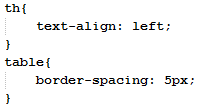 th{
    text-align: left;
}
table{
    border-spacing: 5px;
}